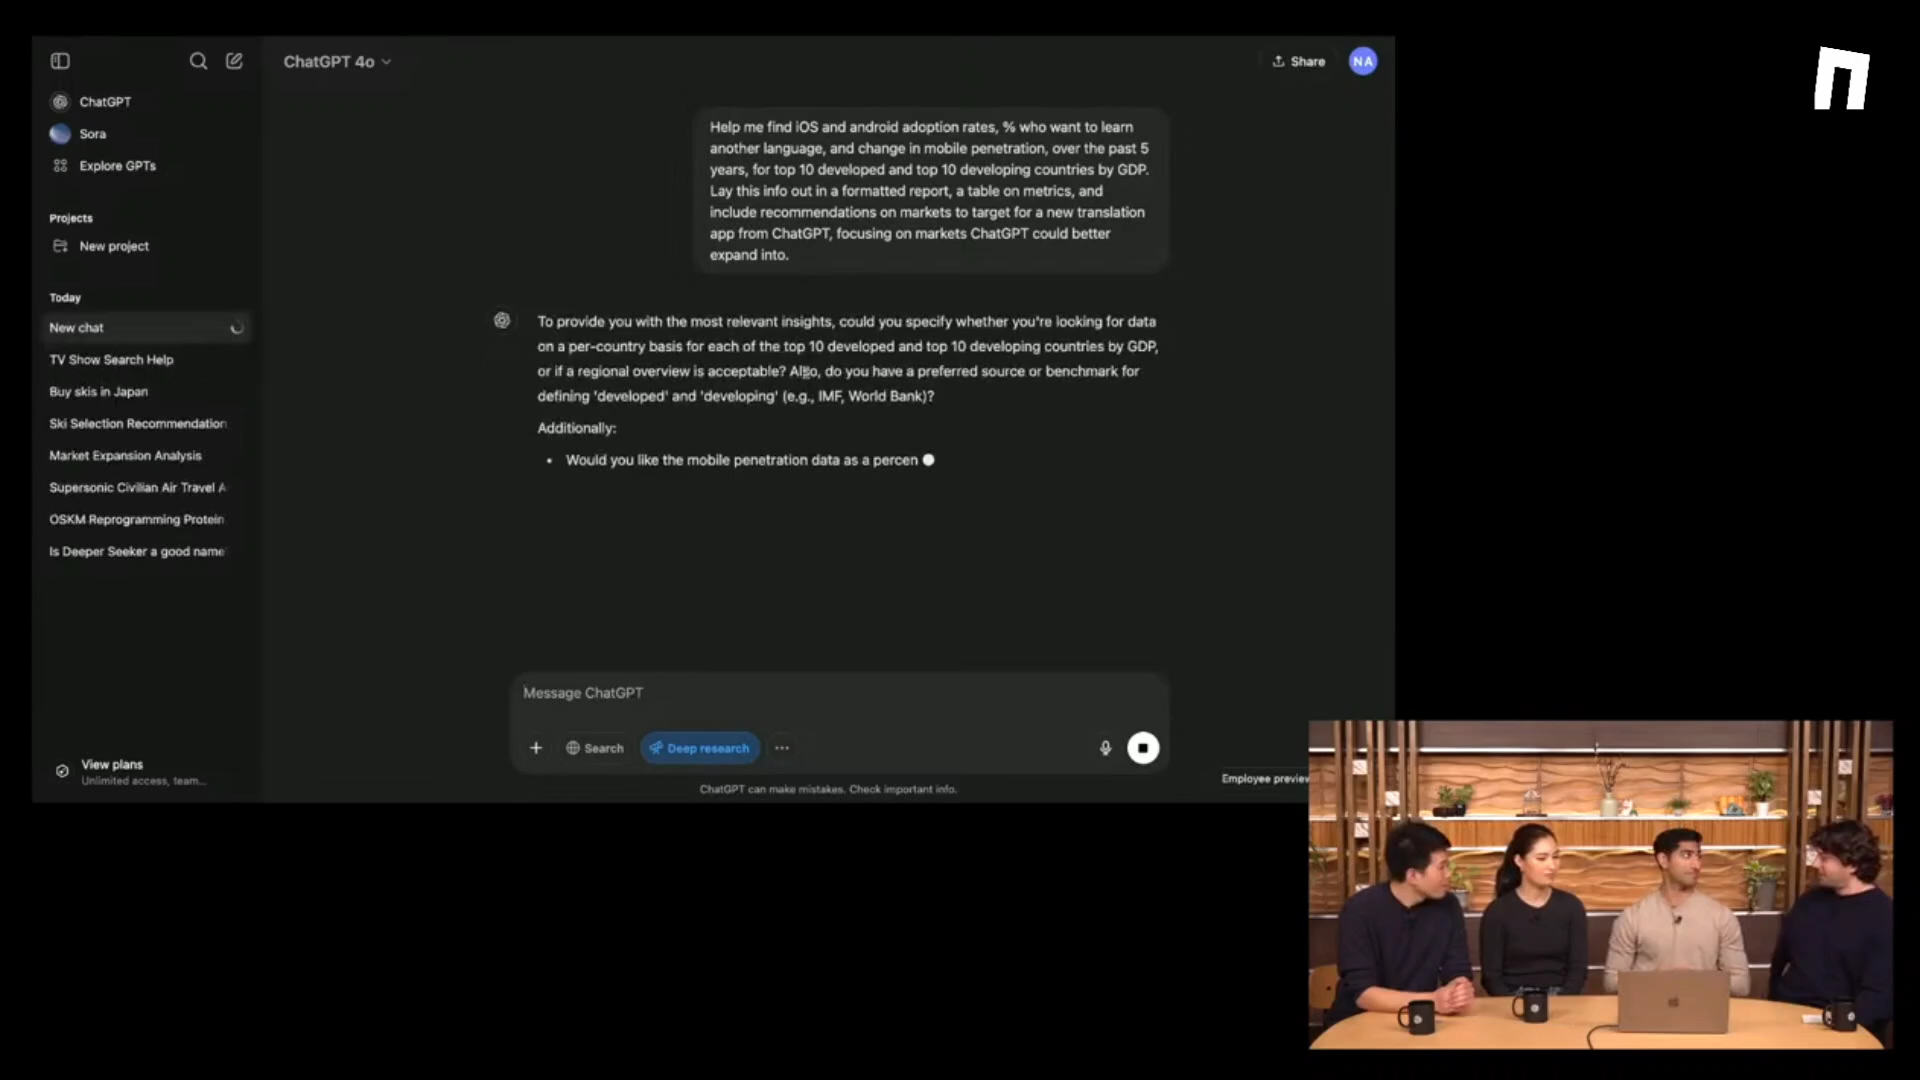 ChatGPT 4o
Share
NA
ChatGPT
Sora
Explore GPTs
Projects
New project
Today
New chat
TV Show Search Help
Buy skis in Japan
Ski Selection Recommendation
Market Expansion Analysis
Supersonic Civilian Air Travel A
OSKM Reprogramming Protein
Is Deeper Seeker a good name
View plans
Unlimited access, team...
Help me find iOS and android adoption rates, % who want to learn
another language, and change in mobile penetration, over the past 5
years, for top 10 developed and top 10 developing countries by GDP.
Lay this info out in a formatted report, a table on metrics, and
include recommendations on markets to target for a new translation
app from ChatGPT, focusing on markets ChatGPT could better
expand into.
To provide you with the most relevant insights, could you specify whether you're looking for data
on a per-country basis for each of the top 10 developed and top 10 developing countries by GDP,
or if a regional overview is acceptable? Also, do you have a preferred source or benchmark for
defining 'developed' and 'developing' (e.g., IMF, World Bank)?
Additionally:
• Would you like the mobile penetration data as a percen
Message ChatGPT
Search
Deep research
ChatGPT can make mistakes. Check important info.
Employee preview